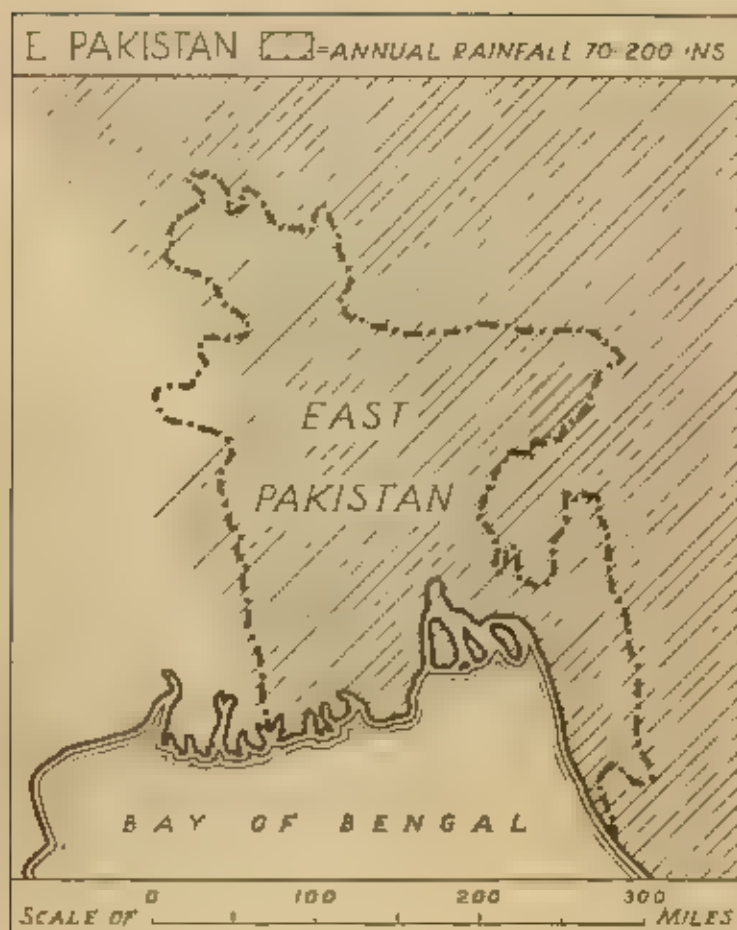 E PAKISTAN =ANNUAL RAINFALL 70-200 INS
EAST
PAKISTAN
BAY OF BENGAL
0 100 200 300
SCALE OF MILES